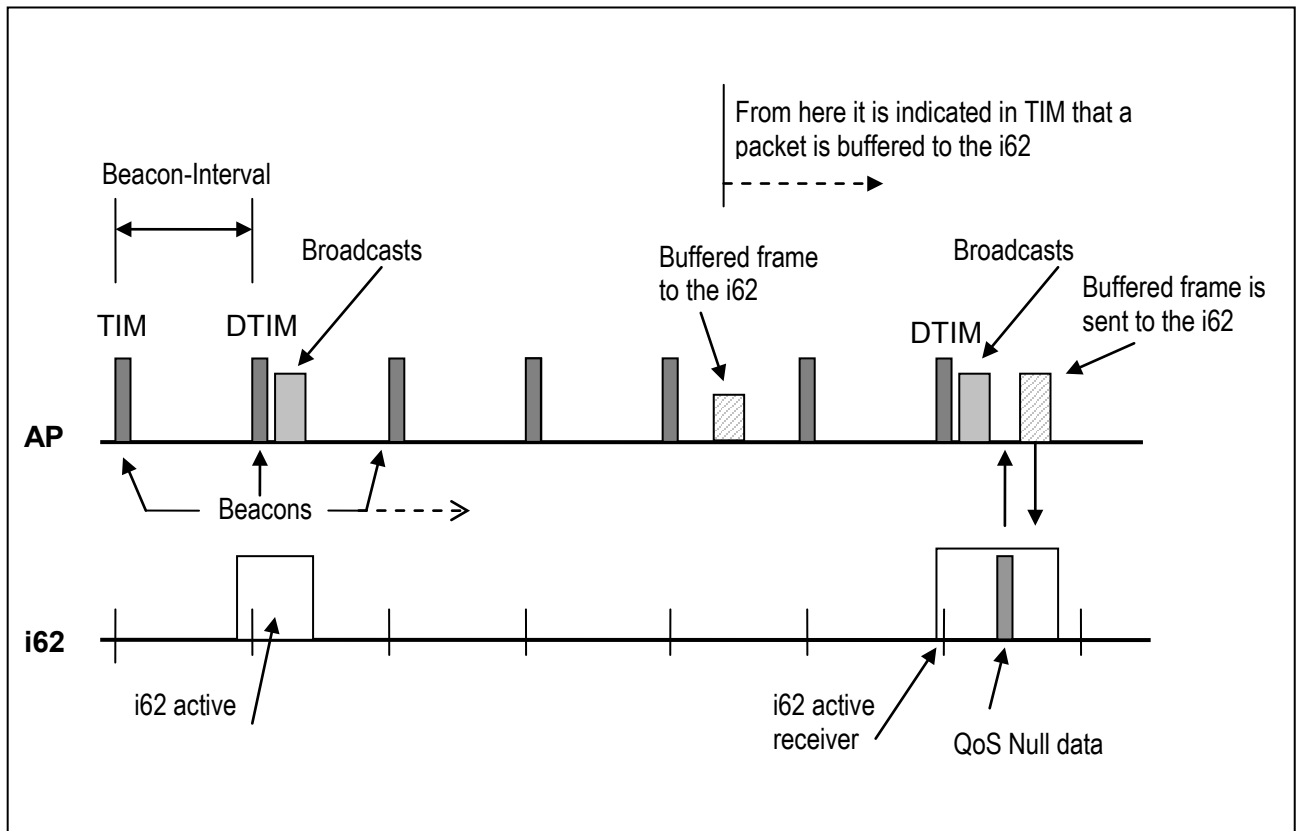 From here it is indicated in TIM that a
packet is buffered to the i62
Beacon-Interval
Broadcasts
Buffered frame
to the i62
Broadcasts
Buffered frame is
sent to the i62
TIM
DTIM
DTIM
AP
Beacons
i62
i62 active
i62 active
receiver
QoS Null data